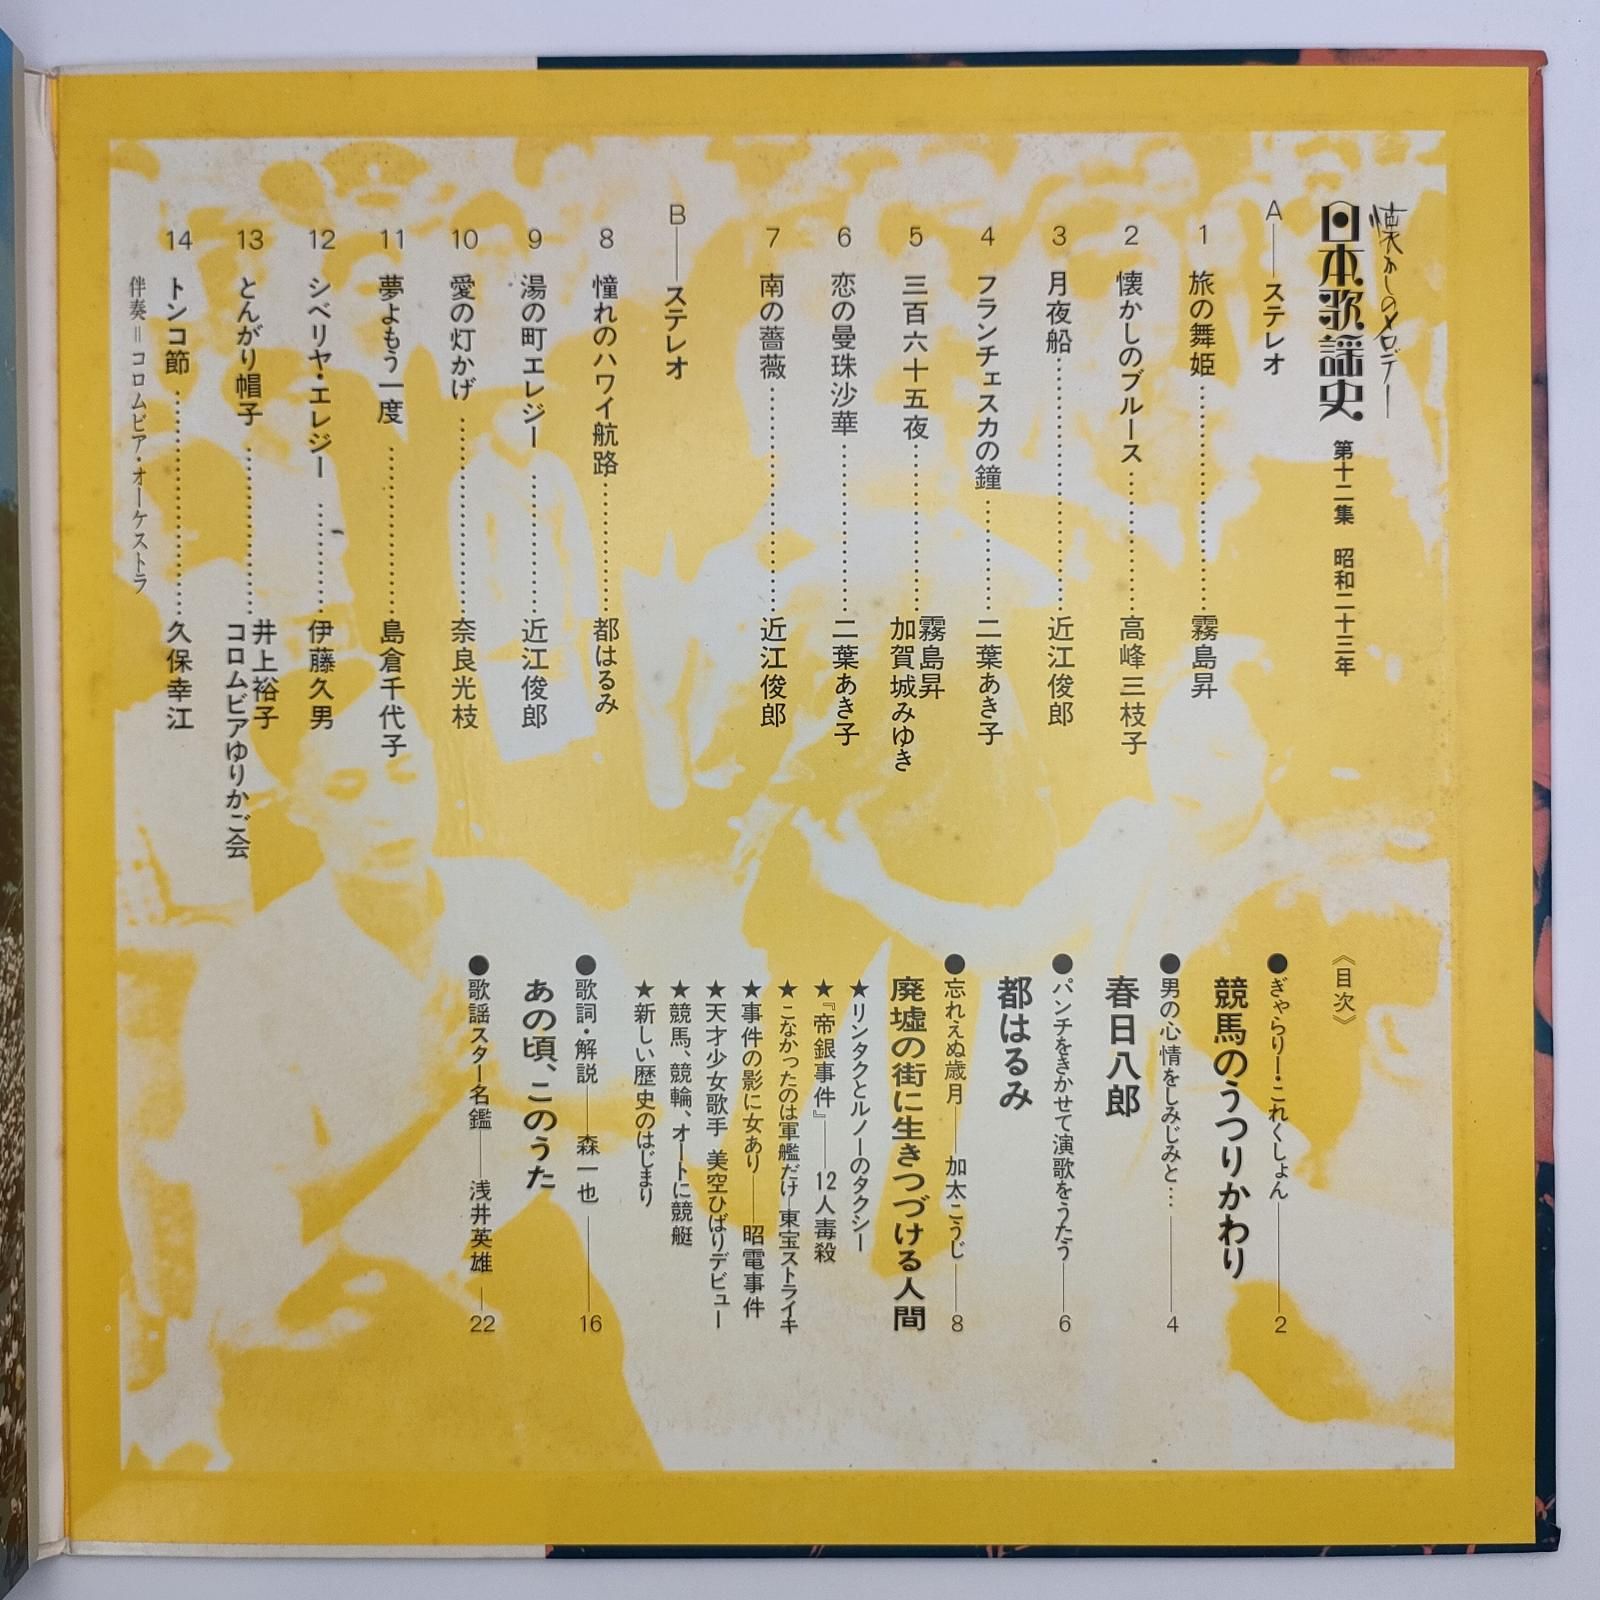 懐かしのメロディー
日本歌謡史 第十二集 昭和二十三年
A──ステレオ
1 旅の舞姫…………霧島昇
2 懐かしのブルース…………高峰三枝子
3 月夜船…………近江俊郎
4 フランチェスカの鐘…………二葉あき子
5 三百六十五夜…………霧島昇
加賀城みゆき
6 恋の曼珠沙華…………二葉あき子
7 南の薔薇…………近江俊郎
B──ステレオ
8 憧れのハワイ航路…………都はるみ
9 湯の町エレジー…………近江俊郎
10 愛の灯かげ…………奈良光枝
11 夢よもう一度…………島倉千代子
12 シベリヤ・エレジー…………伊藤久男
13 とんがり帽子…………井上裕子
コロムビアゆりかご会
14 トンコ節…………久保幸江
伴奏＝コロムビア・オーケストラ
《目次》
●ぎゃらりー・これくしょん──2
競馬のうつりかわり
●男の心情をしみじみと…──4
春日八郎
●パンチをきかせて演歌をうたう──6
都はるみ
●忘れえぬ歳月──加太こうじ──8
廃墟の街に生きつづける人間
★リンタクとルノーのタクシー
★『帝銀事件』──12人毒殺
★こなかったのは軍艦だけ─東宝ストライキ
★事件の影に女あり──昭電事件
★天才少女歌手 美空ひばりデビュー
★競馬、競輪、オートに競艇
★新しい歴史のはじまり
●歌詞・解説──森一也──16
あの頃、このうた
●歌謡スター名鑑──浅井英雄──22